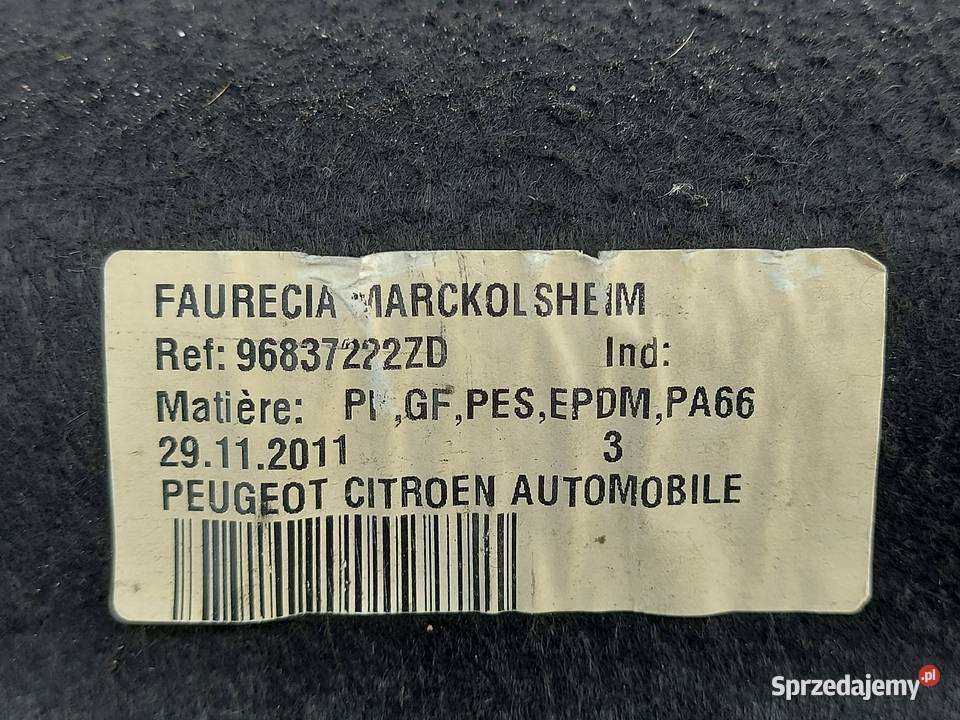 FAURECIA MARCKOLSHEIM
Ref: 96837222ZD Ind:
Matière: ,GF,PES,EPDM,PA66
29.11.2011 3
PEUGEOT CITROEN AUTOMOBILE
Sprzedajemy.pl